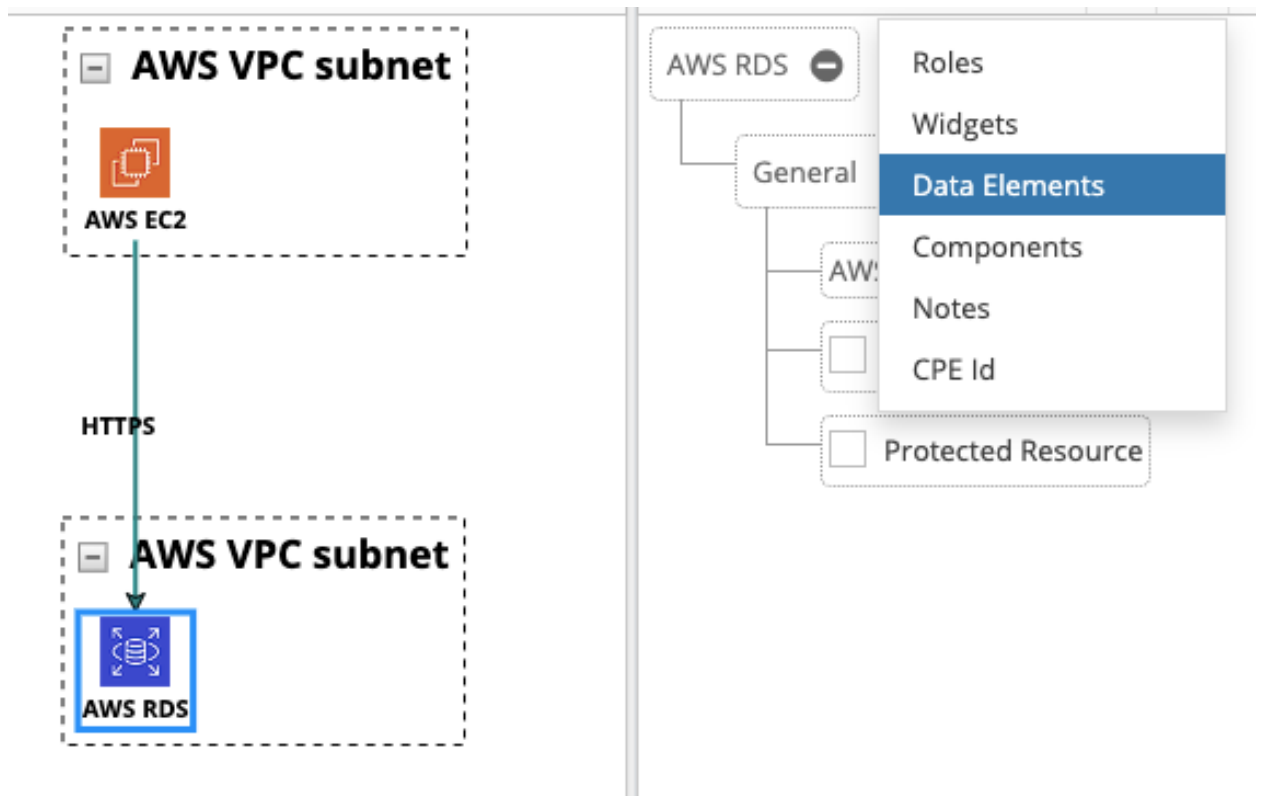 AWS VPC subnet
AWS EC2
HTTPS
AWS VPC subnet
AWS RDS
AWS RDS
General
AWS
Protected Resource
Roles
Widgets
Data Elements
Components
Notes
CPE Id